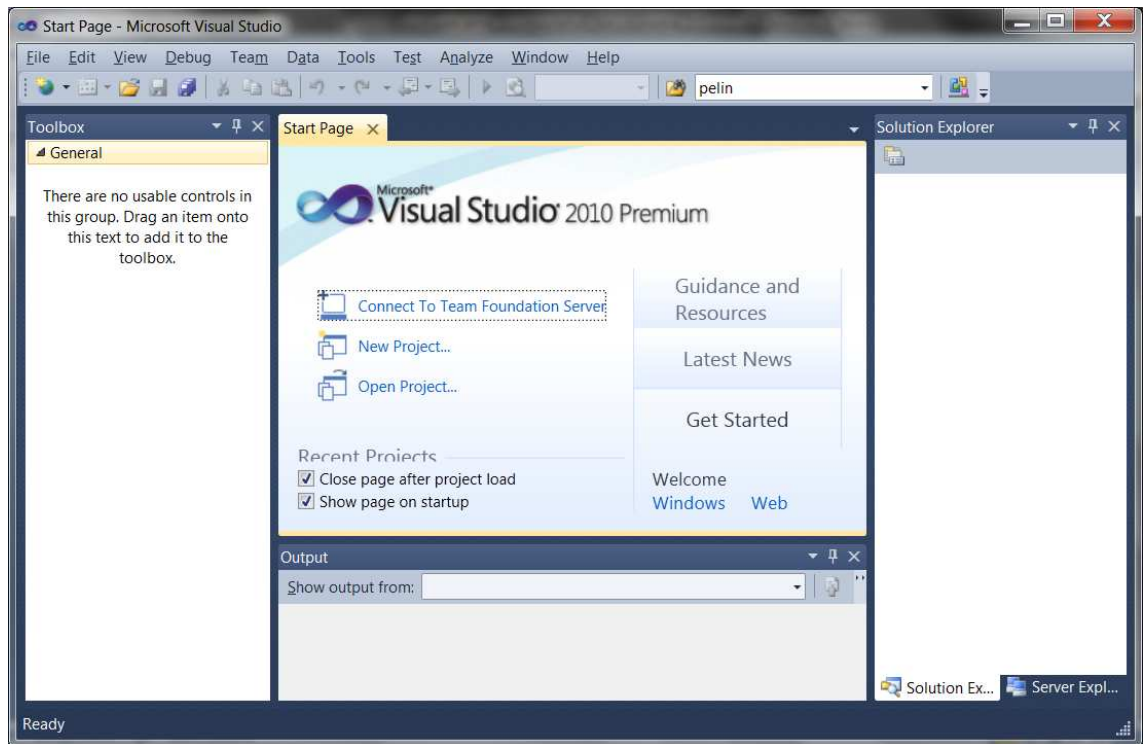 Start Page - Microsoft Visual Studio
File Edit View Debug Team Data Tools Test Analyze Window Help
pelin
Toolbox
General
There are no usable controls in
this group. Drag an item onto
this text to add it to the
toolbox.
Start Page
Microsoft
Visual Studio 2010 Premium
Connect To Team Foundation Server
New Project...
Open Project...
Recent Projects
Close page after project load
Show page on startup
Guidance and
Resources
Latest News
Get Started
Welcome
Windows Web
Output
Show output from:
Solution Explorer
Solution Ex...
Server Expl...
Ready